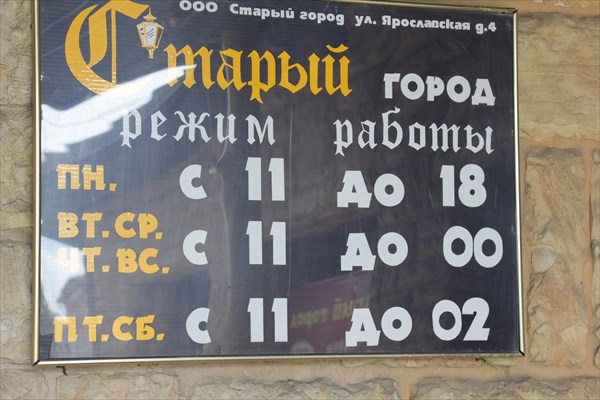 ООО Старый город ул. Ярославская д.4
Старый ГОРОД
режим работы
ПН. С 11 ДО 18
ВТ.СР.
ЧТ.ВС. С 11 ДО 00
ПТ.СБ. С 11 ДО 02